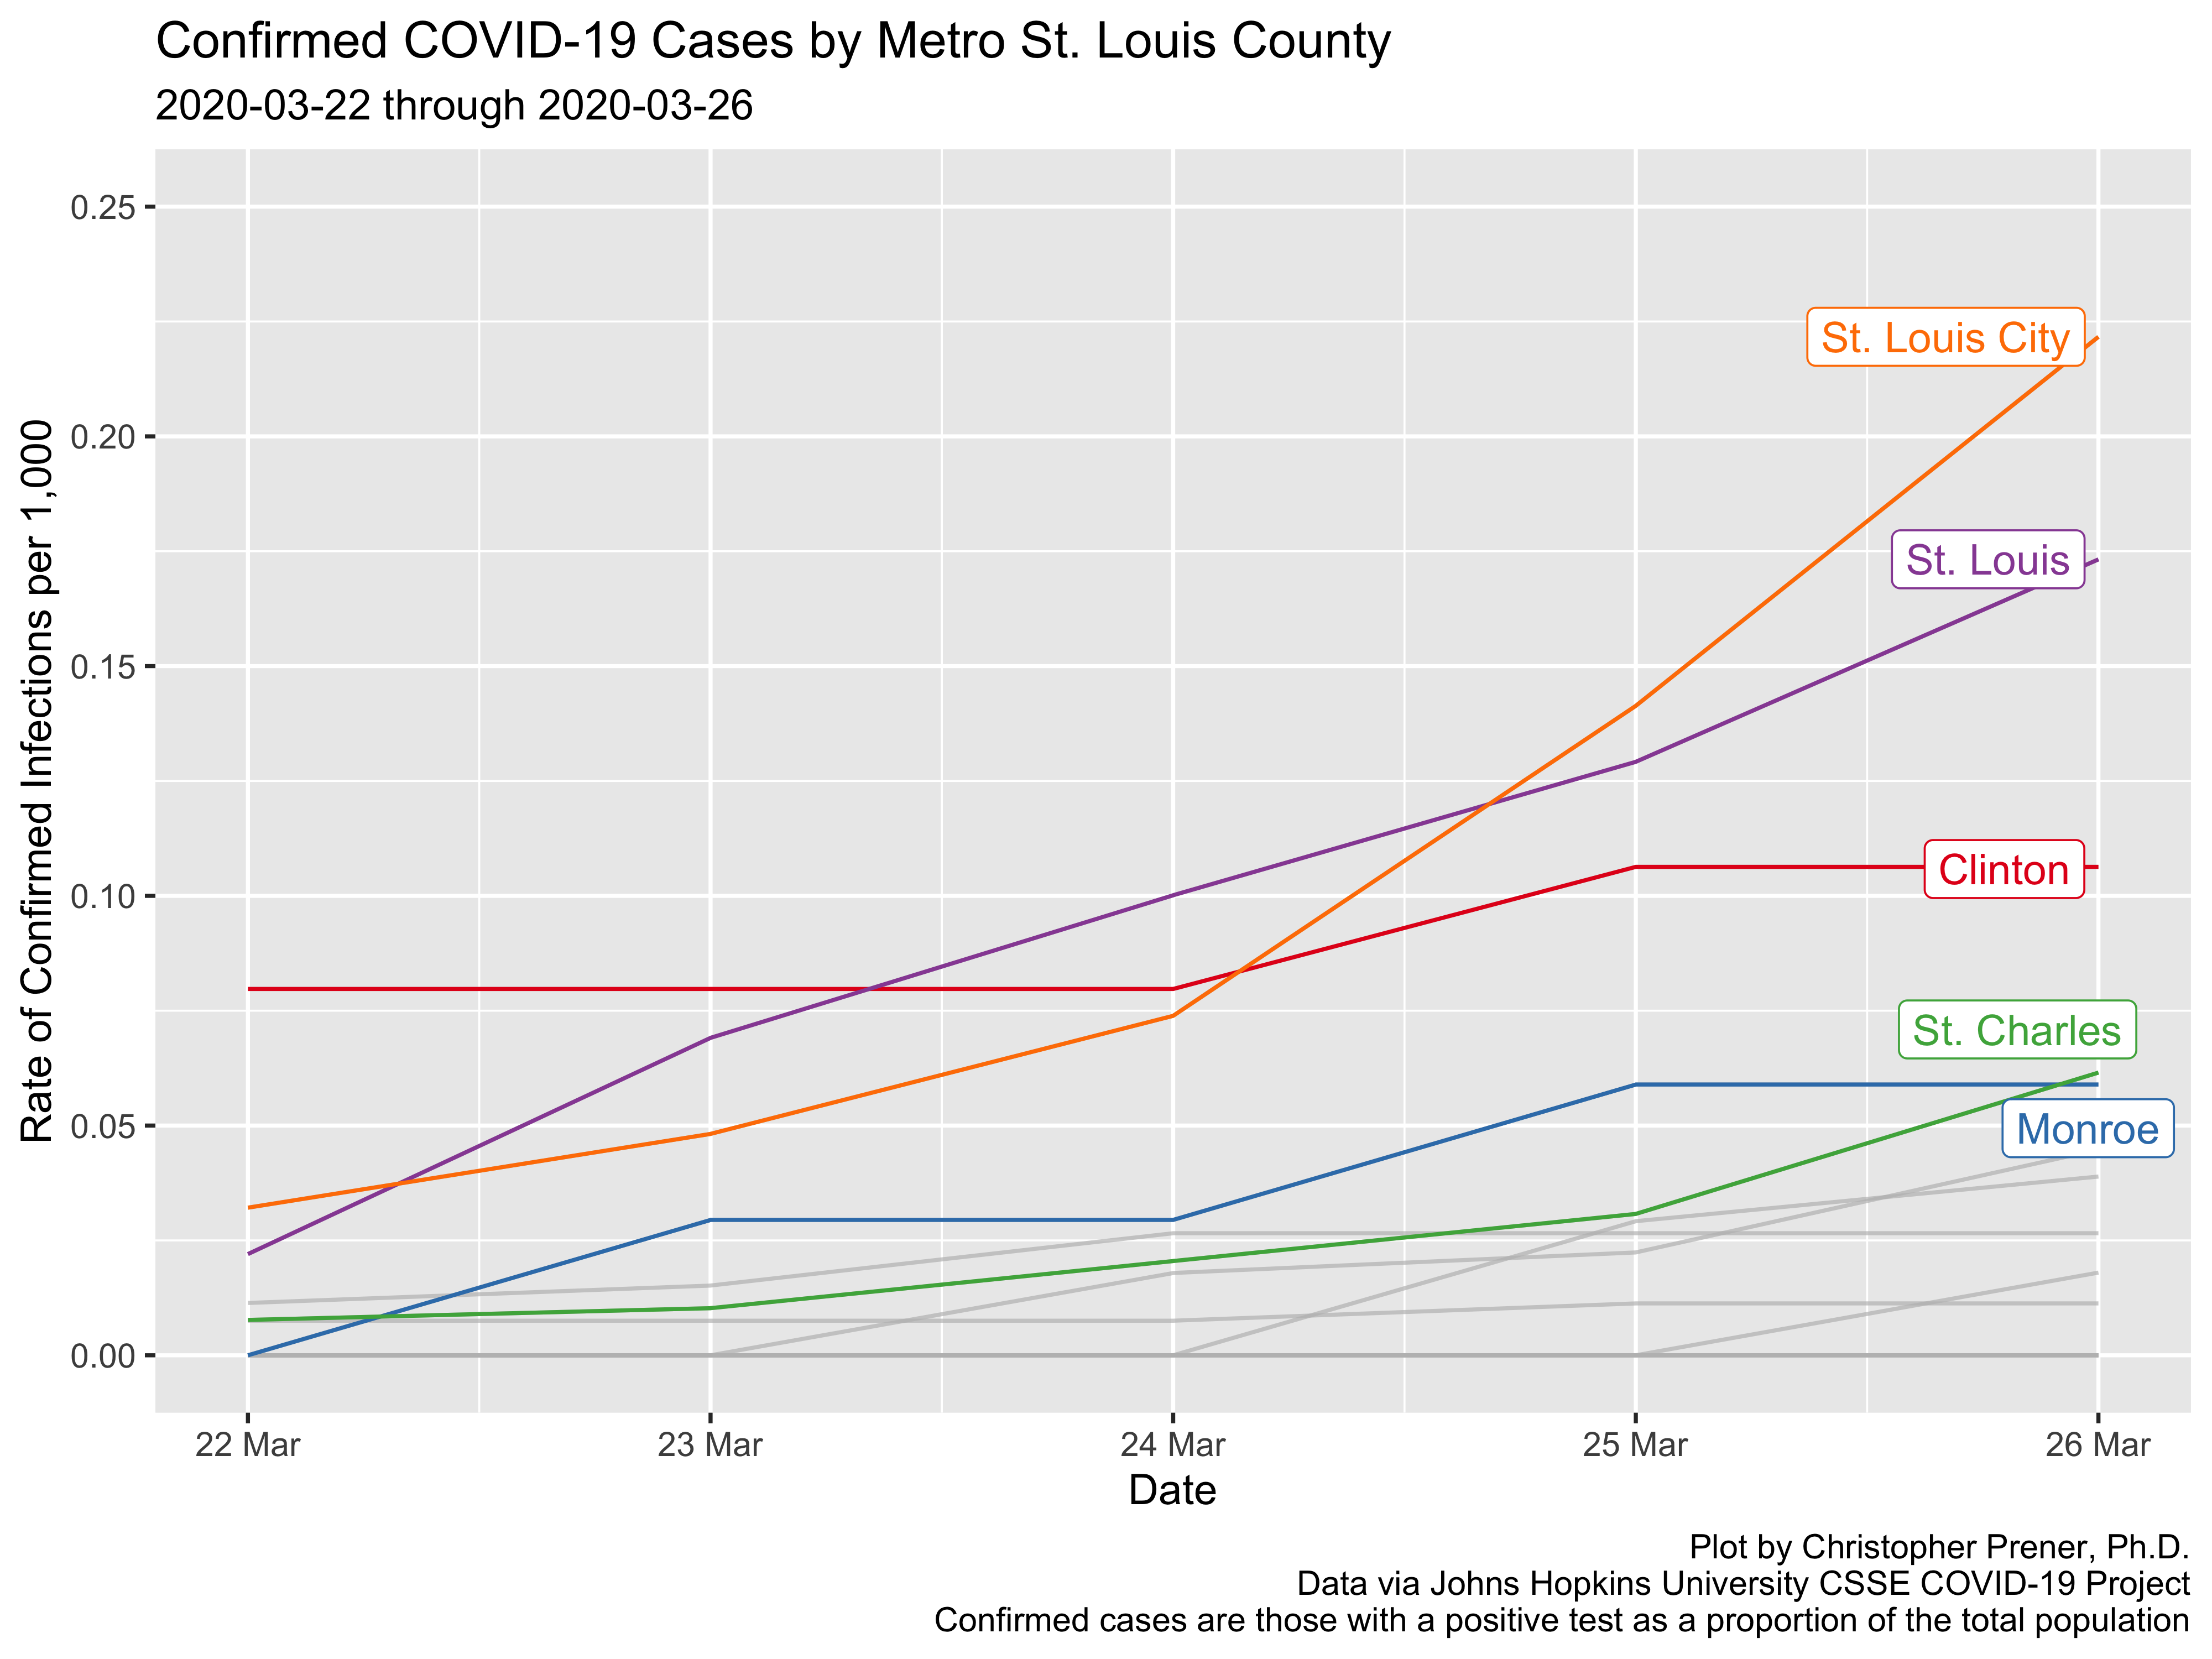 Confirmed COVID-19 Cases by Metro St. Louis County
2020-03-22 through 2020-03-26
Rate of Confirmed Infections per 1,000
0.25
0.20
0.15
0.10
0.05
0.00
St. Louis City
St. Louis
Clinton
St. Charles
Monroe
22 Mar
23 Mar
24 Mar
25 Mar
26 Mar
Date
Plot by Christopher Prener, Ph.D.
Data via Johns Hopkins University CSSE COVID-19 Project
Confirmed cases are those with a positive test as a proportion of the total population